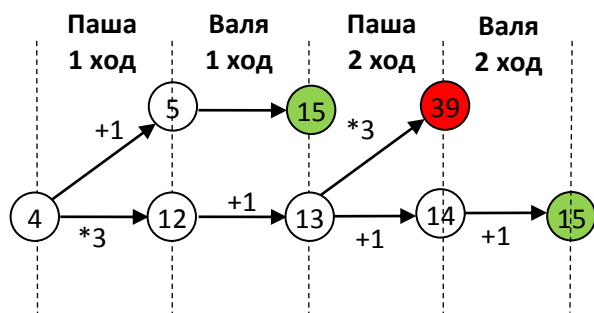 Паша Валя Паша Валя
1 ход 1 ход 2 ход 2 ход
5 15 39
+1 *3
4 12 13 14 15
*3 +1 +1 +1